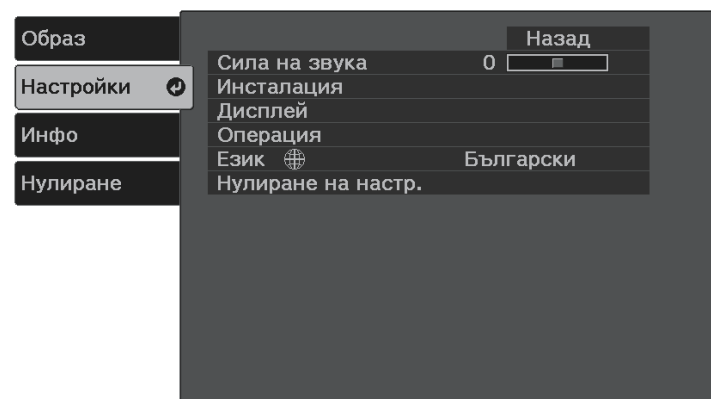 Образ
Настройки
Инфо
Нулиране
Назад
Сила на звука 0
Инсталация
Дисплей
Операция
Език Български
Нулиране на настр.